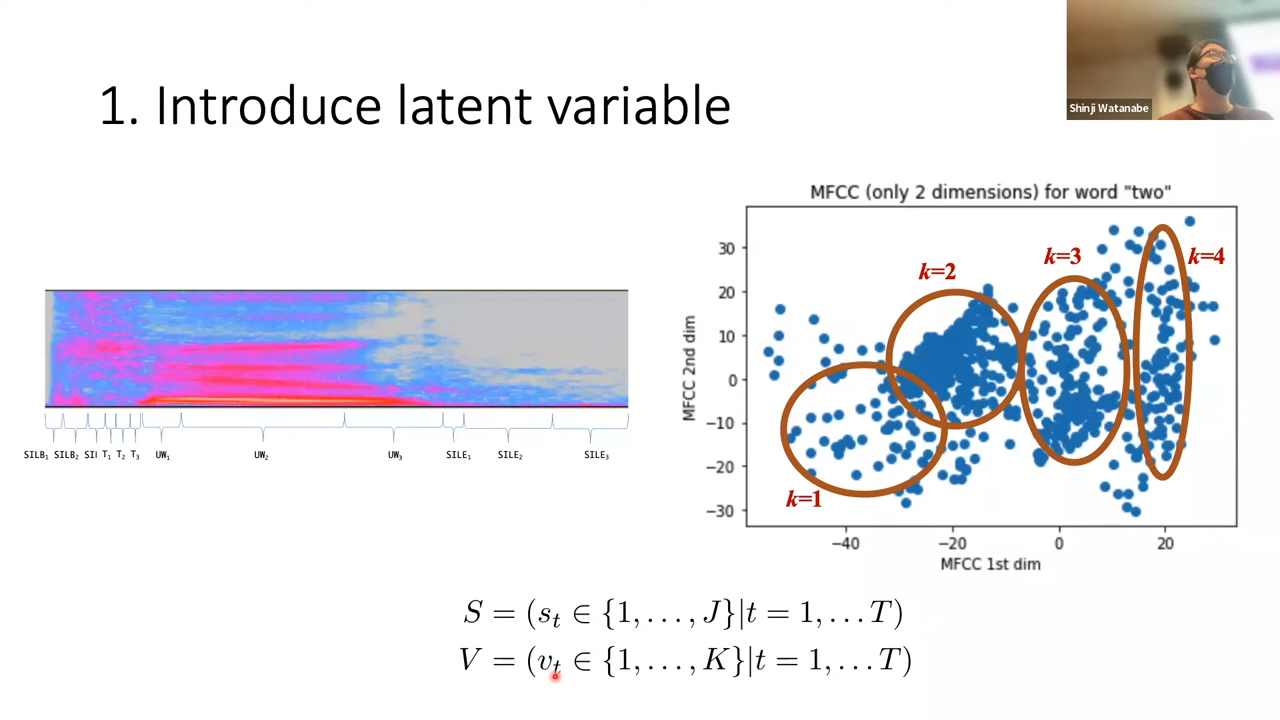 Shinji Watanabe
1. Introduce latent variable
MFCC (only 2 dimensions) for word "two"
k=1
k=2
k=3
k=4
30
20
10
0
−10
−20
−30
MFCC 2nd dim
−40 −20 0 20
MFCC 1st dim
SILB₁ SILB₂ SI T₁ T₂ T₃ UW₁ UW₂ UW₃ SILE₁ SILE₂ SILE₃
S = (sₜ ∈ {1, . . . , J}|t = 1, . . . T)
V = (vₜ ∈ {1, . . . , K}|t = 1, . . . T)